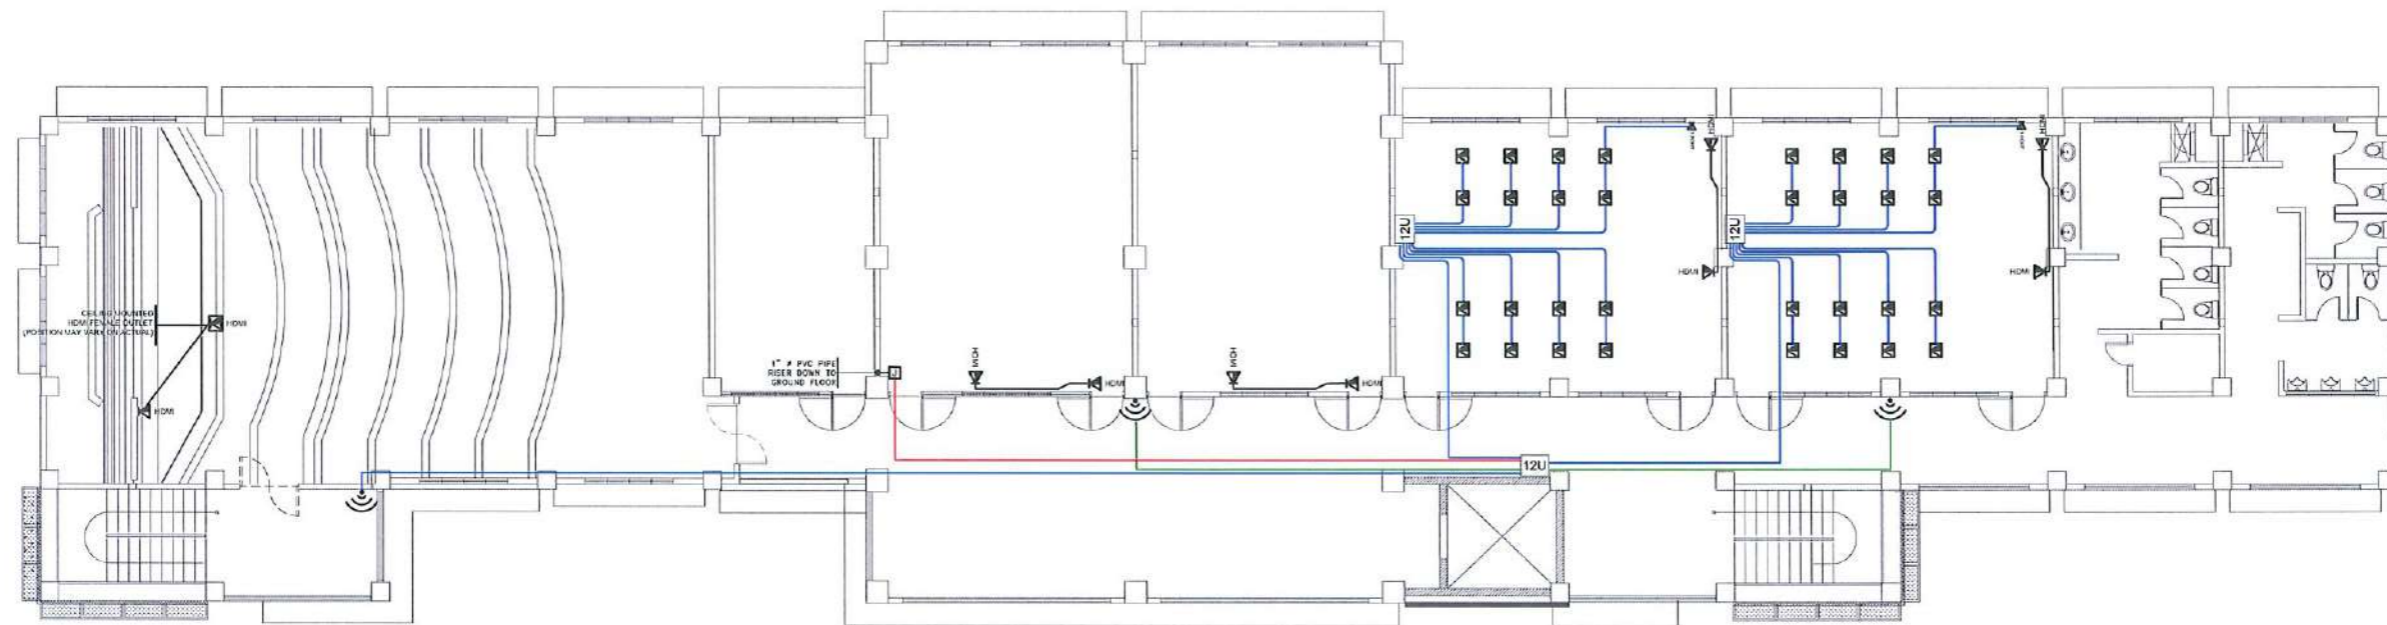 HDMI
HDMI
12U
12U
HDMI
HDMI
CEILING MOUNTED
HDMI FEMALE OUTLET
(POSITION MAY VARY ON ACTUAL)
HDMI
1" # PVC PIPE
RISER DOWN TO
GROUND FLOOR
HDMI
HDMI
HDMI
HDMI
HDMI
12U